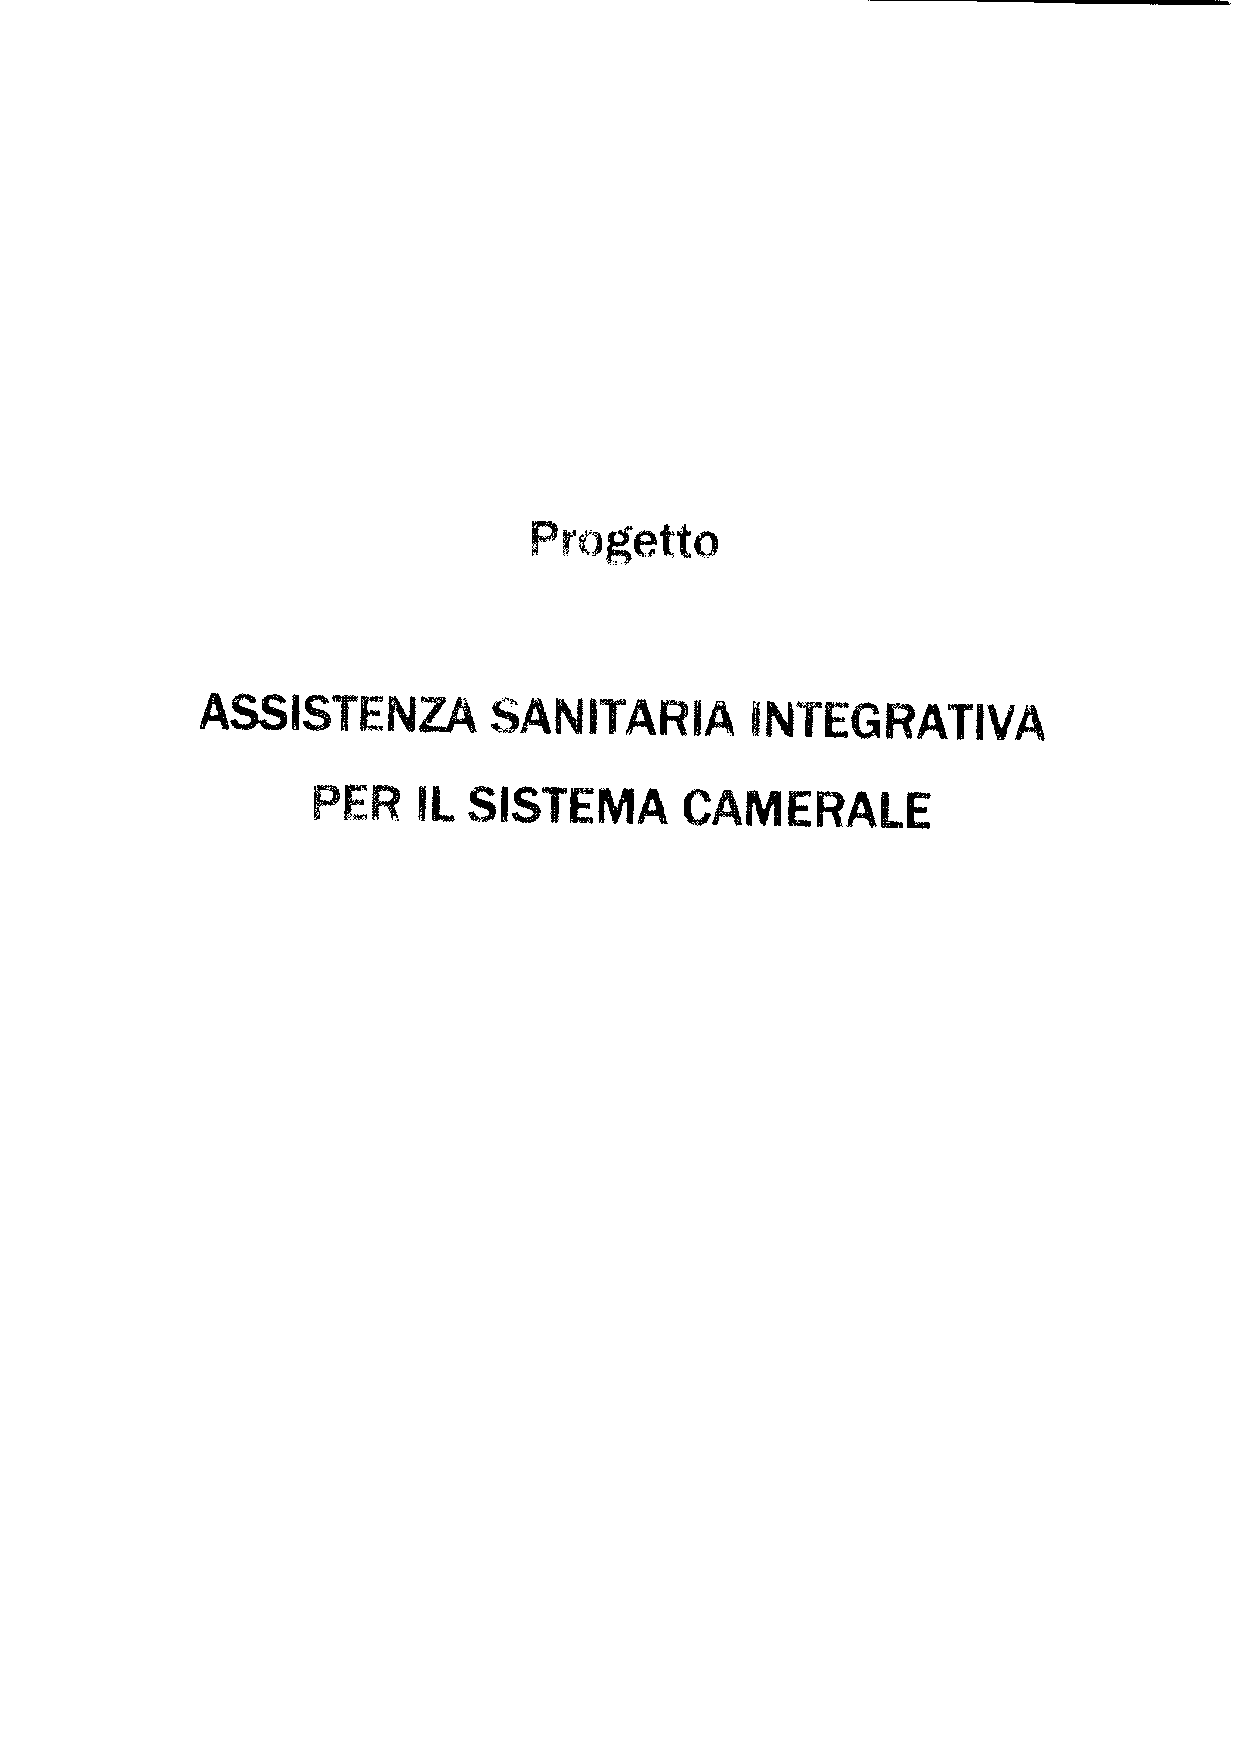 Progetto
ASSISTENZA SANITARIA INTEGRATIVA
PER IL SISTEMA CAMERALE